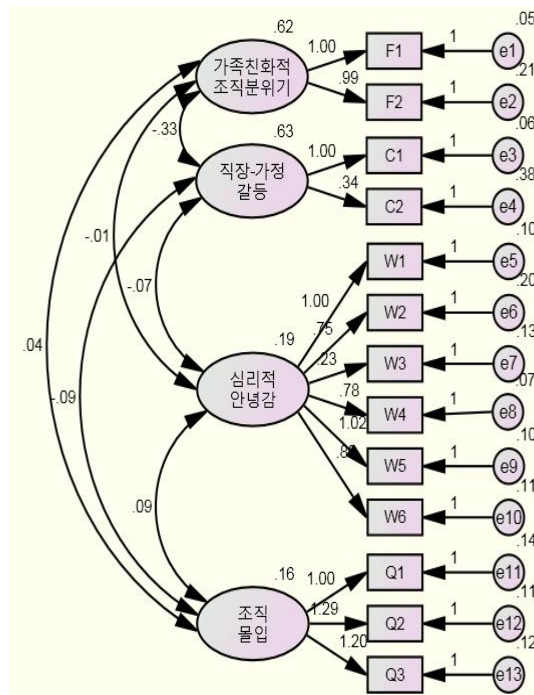 .05
.62
1.00
F1
1
e1
.21
가족친화적
조직분위기
.99
F2
1
e2
.06
-.33
.63
1.00
C1
1
e3
.38
직장-가정
갈등
.34
C2
1
e4
.10
-.01
W1
1
e5
.20
-.07
1.00
W2
1
e6
.13
.75
.19
.23
W3
1
e7
.07
.04
심리적
안녕감
.78
W4
1
e8
.10
-.09
1.02
W5
1
e9
.11
W6
1
e10
.14
.09
.16
1.00
Q1
1
e11
.11
조직
몰입
1.29
Q2
1
e12
.12
1.20
Q3
1
e13